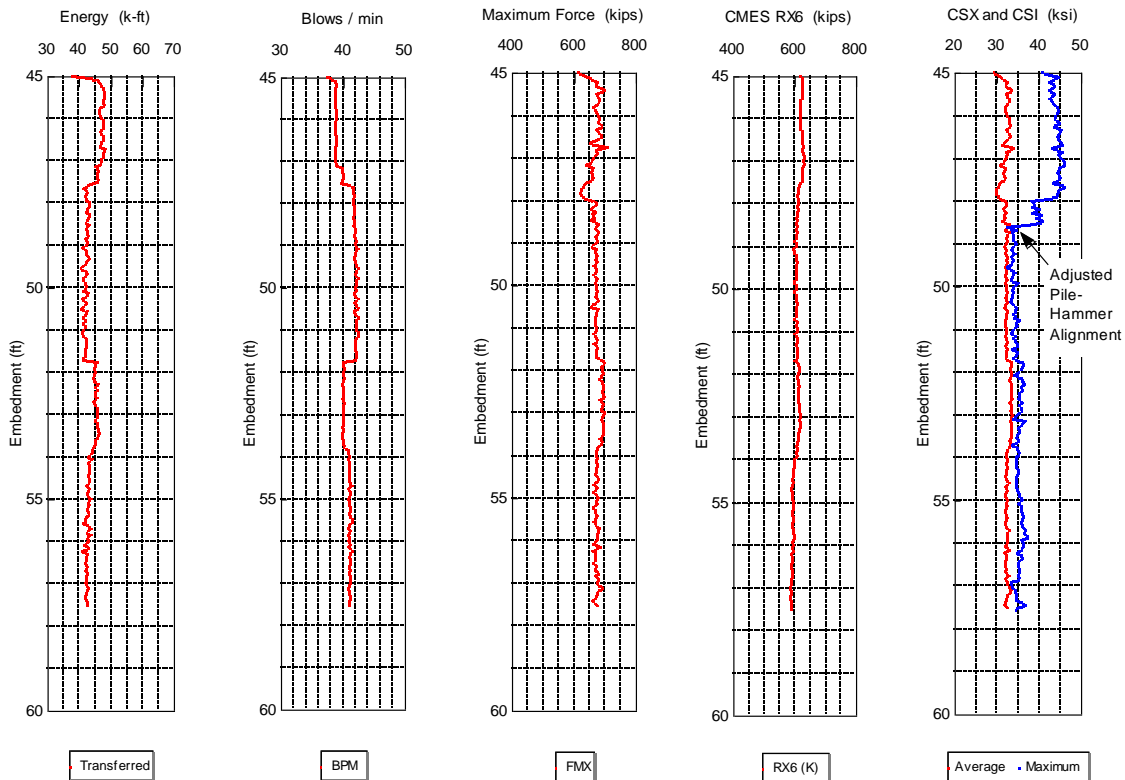 Energy (k-ft)
30 40 50 60 70
45
50
55
60
Embedment (ft)
Transferred
Blows / min
30 40 50
45
50
55
60
Embedment (ft)
BPM
Maximum Force (kips)
400 600 800
45
50
55
60
Embedment (ft)
FMX
CMES RX6 (kips)
400 600 800
45
50
55
60
Embedment (ft)
RX6 (K)
CSX and CSI (ksi)
20 30 40 50
45
50
55
60
Embedment (ft)
Adjusted
Pile-
Hammer
Alignment
Average Maximum